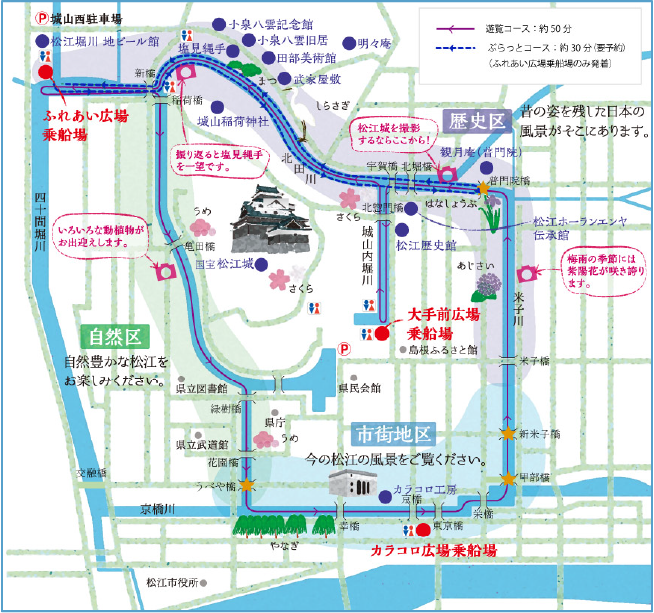 P 城山西駐車場
松江堀川 地ビール館
ふれあい広場
乗船場
小泉八雲記念館
小泉八雲旧居
塩見縄手
田部美術館
明々庵
武家屋敷
まつ
新橋
稲荷橋
城山稲荷神社
しらさぎ
遊覧コース：約50分
ぶらっとコース：約30分（要予約）
（ふれあい広場乗船場のみ発着）
振り返ると塩見縄手
を一望です。
北田川
松江城を撮影
するならここから！
歴史区
昔の姿を残した日本の
風景がそこにあります。
観月庵（普門院）
宇賀橋
北堀橋
普門院橋
はなしょうぶ
四十間堀川
さくら
北惣門橋
松江ホーランエンヤ
伝承館
松江歴史館
城山内堀川
いろいろな動植物が
お出迎えします。
うめ
亀田橋
国宝 松江城
さくら
あじさい
米子川
梅雨の季節には
紫陽花が咲き誇り
ます。
大手前広場
乗船場
P
島根ふるさと館
自然区
自然豊かな松江を
お楽しみください。
米子橋
県立図書館
県民会館
緑樹橋
県庁
うめ
県立武道館
花園橋
市街地区
今の松江の風景をご覧ください。
新米子橋
甲部橋
交融橋
うべや橋
カラコロ工房
京橋
京橋川
幸橋
東京橋
栄橋
やなぎ
カラコロ広場乗船場
松江市役所